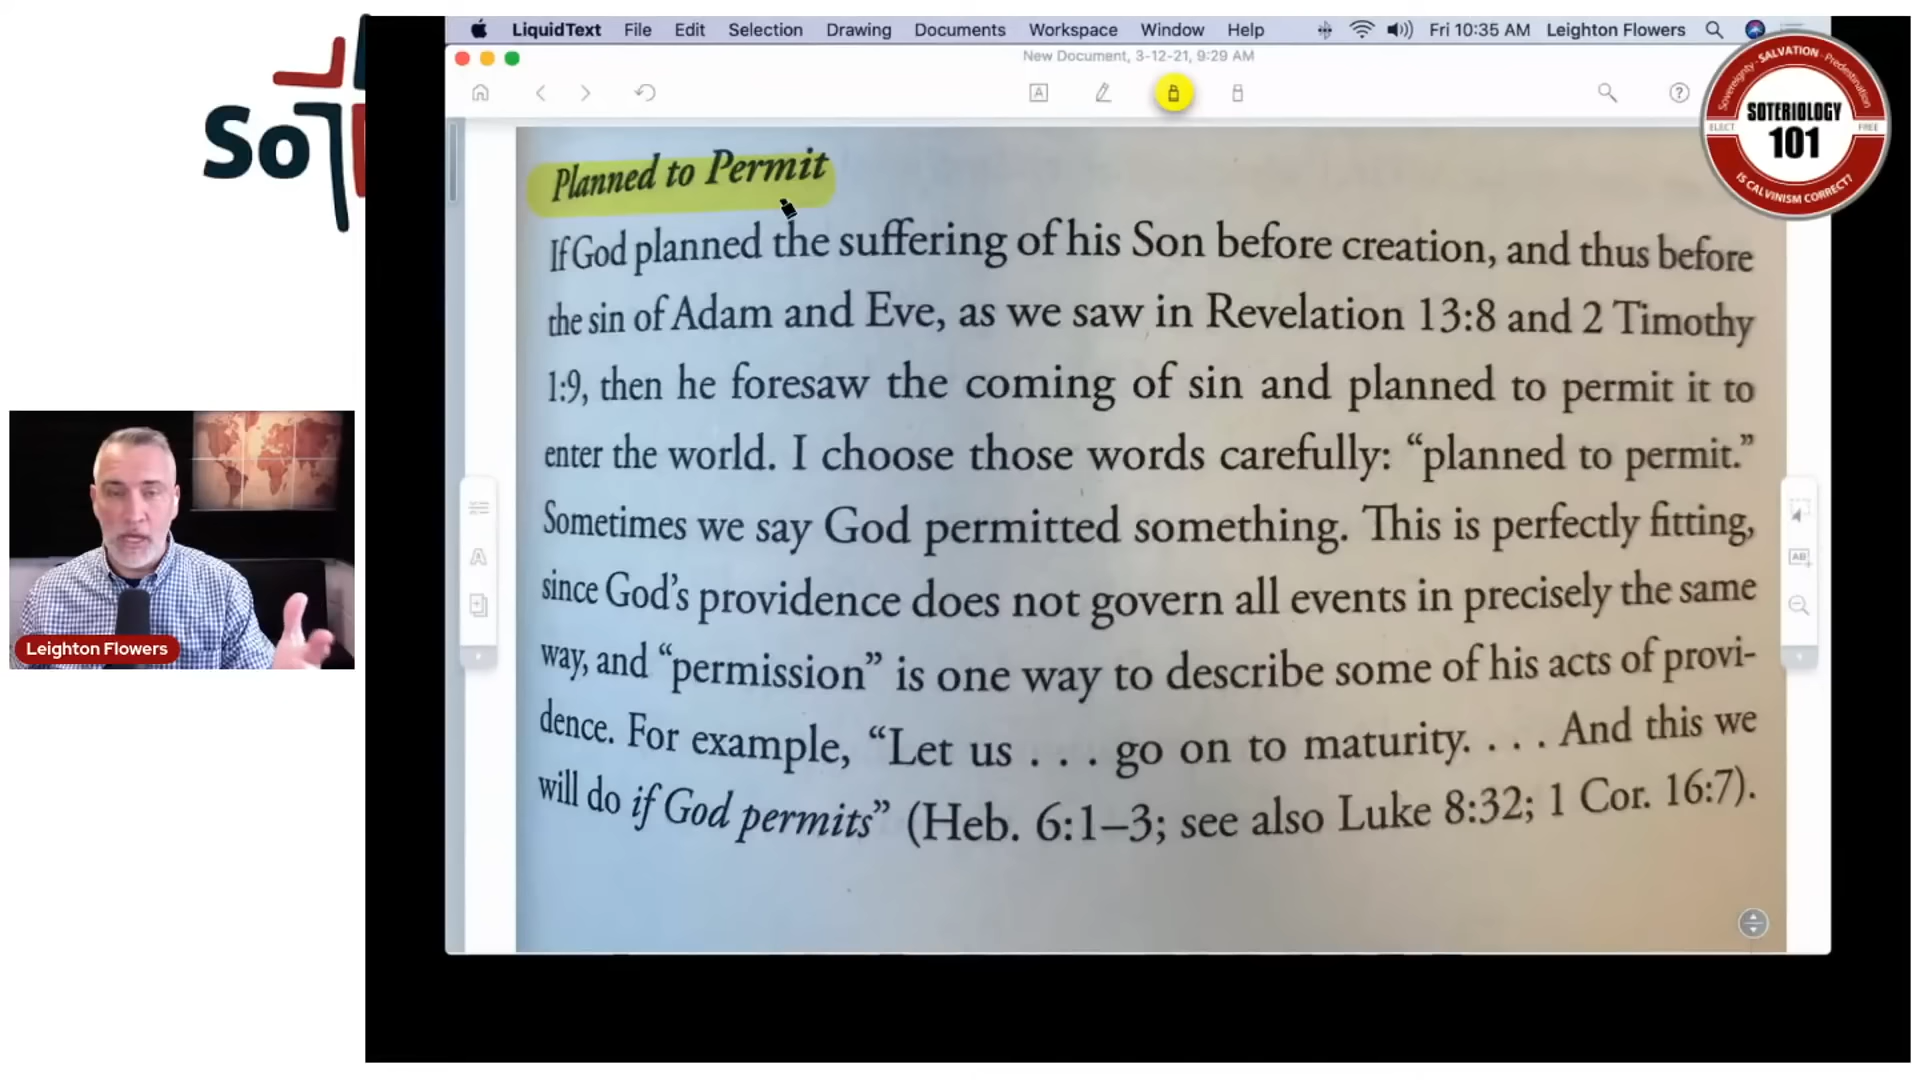 LiquidText File Edit Selection Drawing Documents Workspace Window Help Fri 10:35 AM Leighton Flowers
New Document, 3-12-21, 9:29 AM
So
Sovereignty · SALVATION · Predestination
ELECT SOTERIOLOGY FREE
101
IS CALVINISM CORRECT?
Planned to Permit
If God planned the suffering of his Son before creation, and thus before
the sin of Adam and Eve, as we saw in Revelation 13:8 and 2 Timothy
1:9, then he foresaw the coming of sin and planned to permit it to
enter the world. I choose those words carefully: “planned to permit.”
Sometimes we say God permitted something. This is perfectly fitting,
since God’s providence does not govern all events in precisely the same
way, and “permission” is one way to describe some of his acts of provi-
dence. For example, “Let us . . . go on to maturity. . . . And this we
will do if God permits” (Heb. 6:1–3; see also Luke 8:32; 1 Cor. 16:7).
Leighton Flowers